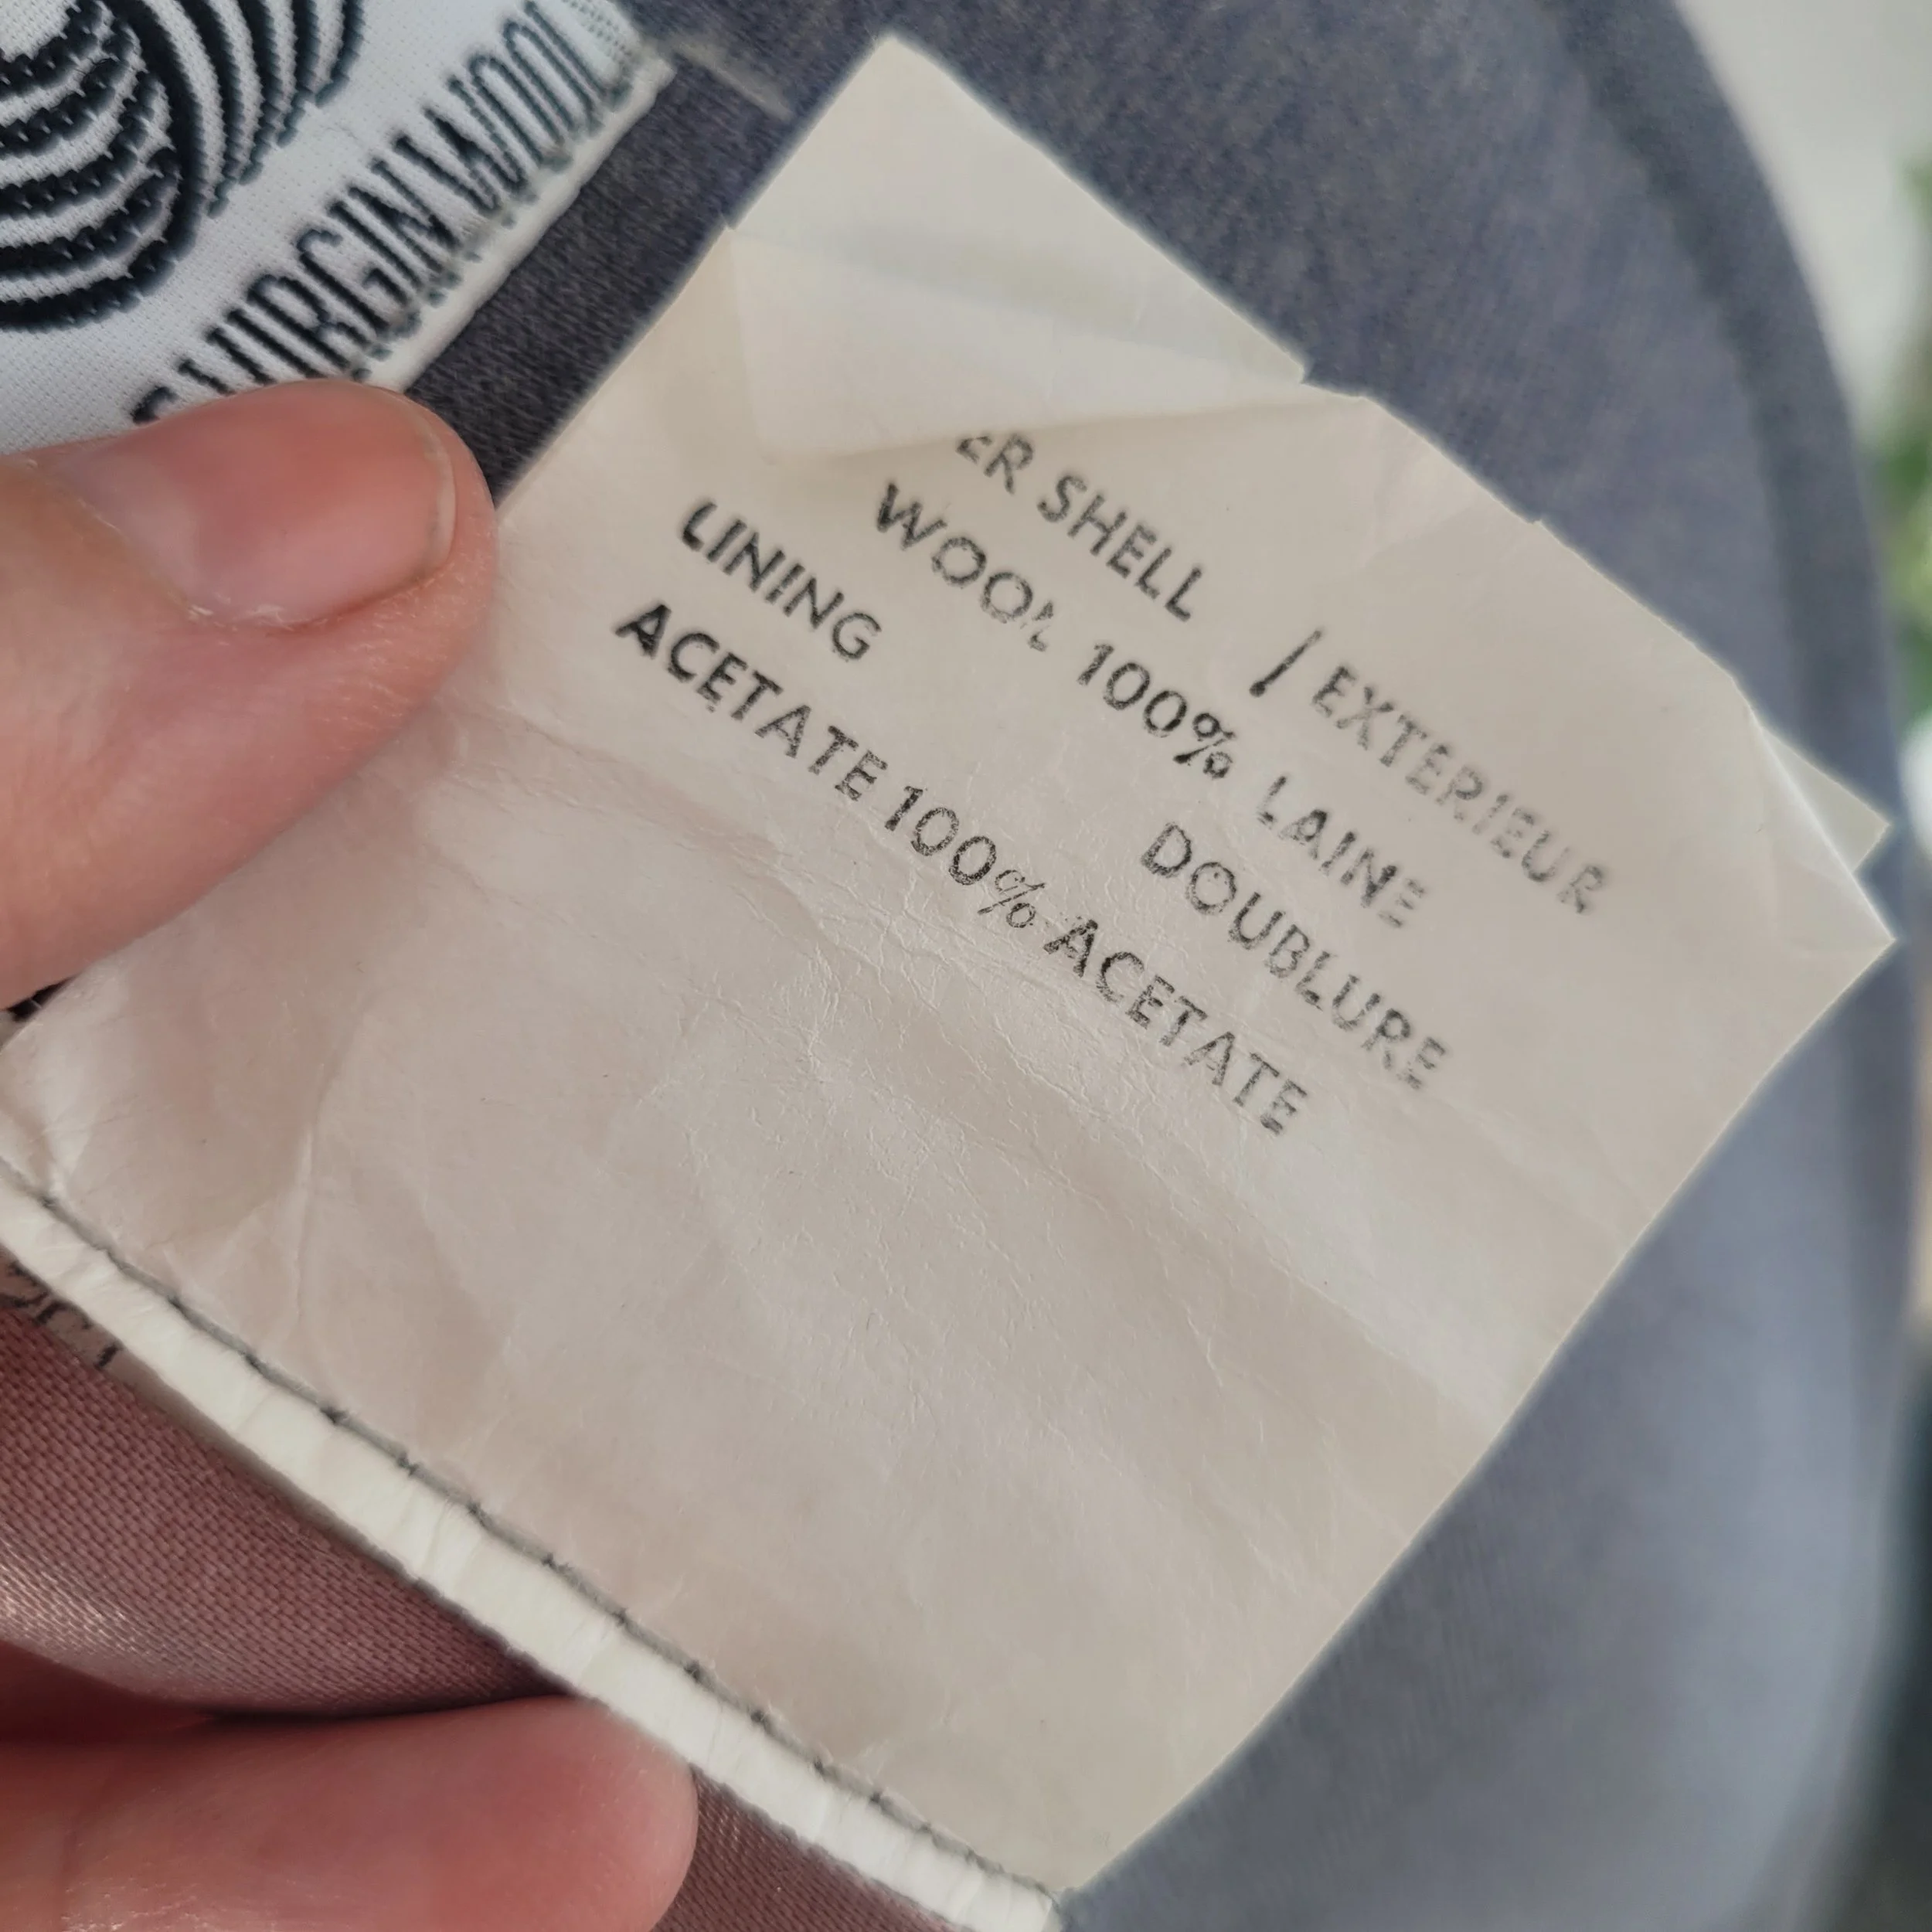 VIRGIN WOOL
ER SHELL / EXTERIEUR
WOOL 100% LAINE
LINING DOUBLURE
ACETATE 100% ACETATE